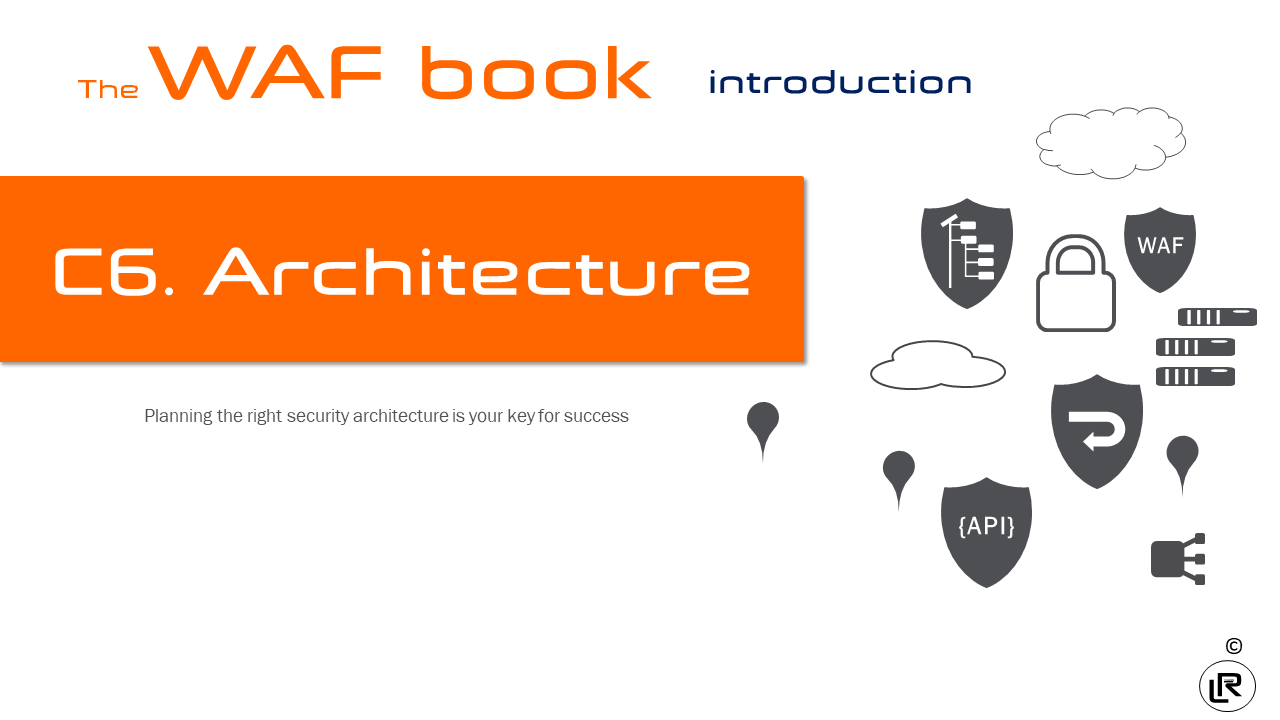 The WAF book introduction
C6. Architecture
WAF
Planning the right security architecture is your key for success
{API}
©
LR